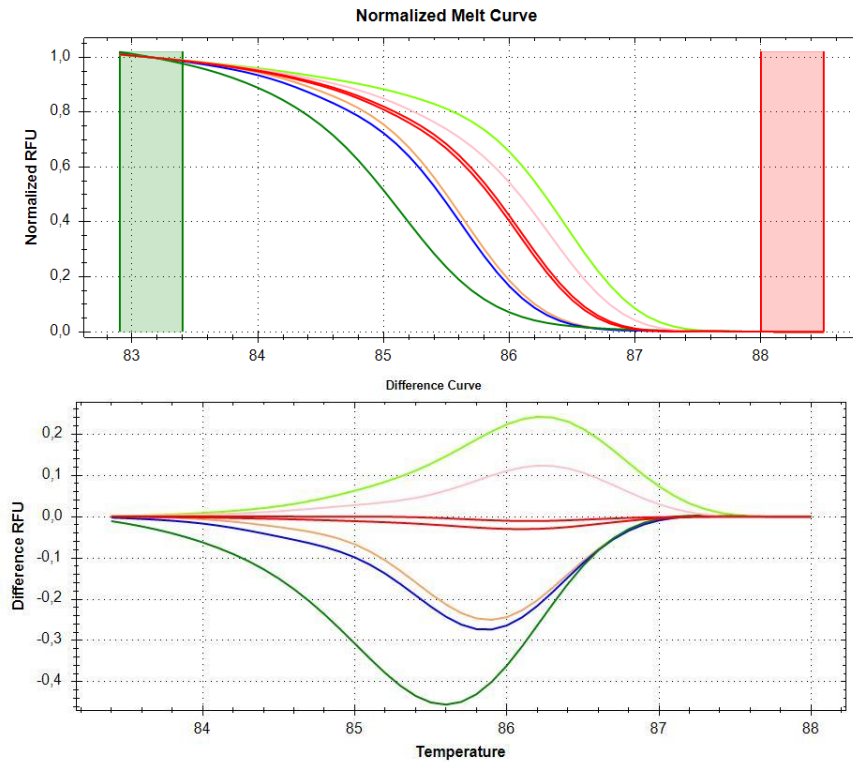 Normalized Melt Curve
Normalized RFU
1,0
0,8
0,6
0,4
0,2
0,0
83 84 85 86 87 88
Difference Curve
Difference RFU
0,2
0,1
0,0
-0,1
-0,2
-0,3
-0,4
84 85 86 87 88
Temperature